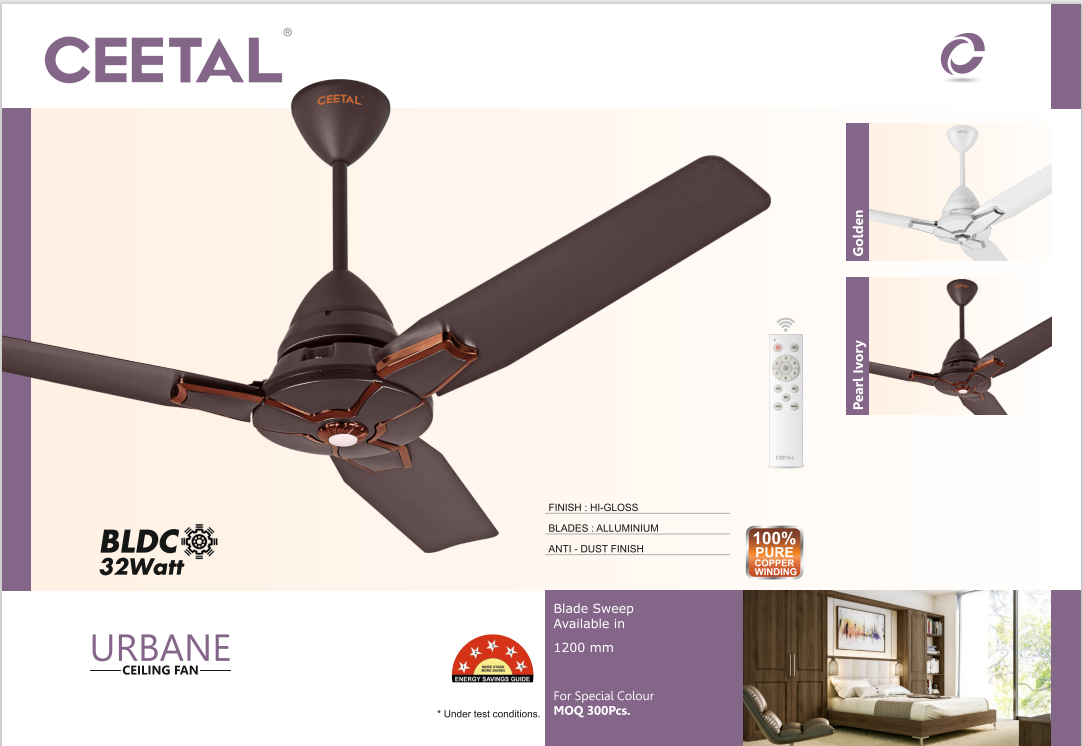 CEETAL ®
CEETAL
Golden
Pearl Ivory
CEETAL
BLDC
32Watt
FINISH : HI-GLOSS
BLADES : ALLUMINIUM
ANTI - DUST FINISH
100%
PURE
COPPER
WINDING
URBANE
CEILING FAN
MORE STARS
MORE SAVING
ENERGY SAVINGS GUIDE
* Under test conditions.
Blade Sweep
Available in
1200 mm
For Special Colour
MOQ 300Pcs.